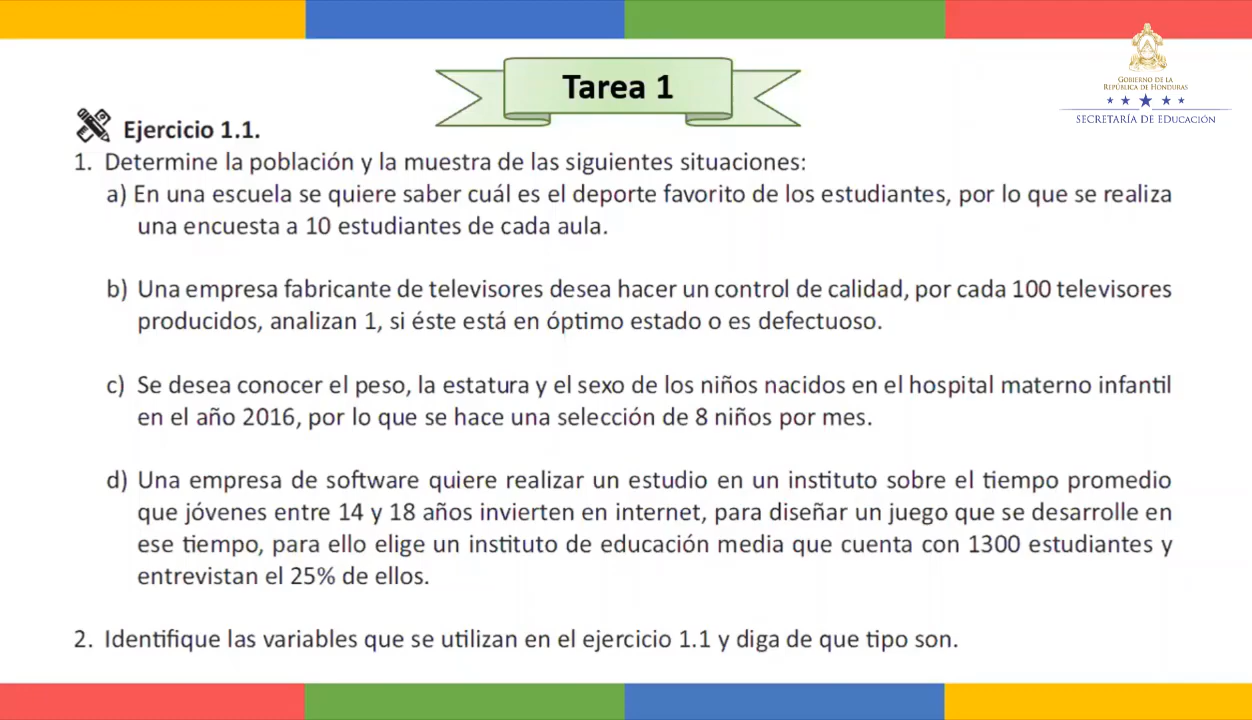 Tarea 1
GOBIERNO DE LA
REPÚBLICA DE HONDURAS
SECRETARÍA DE EDUCACIÓN
Ejercicio 1.1.
1. Determine la población y la muestra de las siguientes situaciones:
a) En una escuela se quiere saber cuál es el deporte favorito de los estudiantes, por lo que se realiza
una encuesta a 10 estudiantes de cada aula.
b) Una empresa fabricante de televisores desea hacer un control de calidad, por cada 100 televisores
producidos, analizan 1, si éste está en óptimo estado o es defectuoso.
c) Se desea conocer el peso, la estatura y el sexo de los niños nacidos en el hospital materno infantil
en el año 2016, por lo que se hace una selección de 8 niños por mes.
d) Una empresa de software quiere realizar un estudio en un instituto sobre el tiempo promedio
que jóvenes entre 14 y 18 años invierten en internet, para diseñar un juego que se desarrolle en
ese tiempo, para ello elige un instituto de educación media que cuenta con 1300 estudiantes y
entrevistan el 25% de ellos.
2. Identifique las variables que se utilizan en el ejercicio 1.1 y diga de que tipo son.